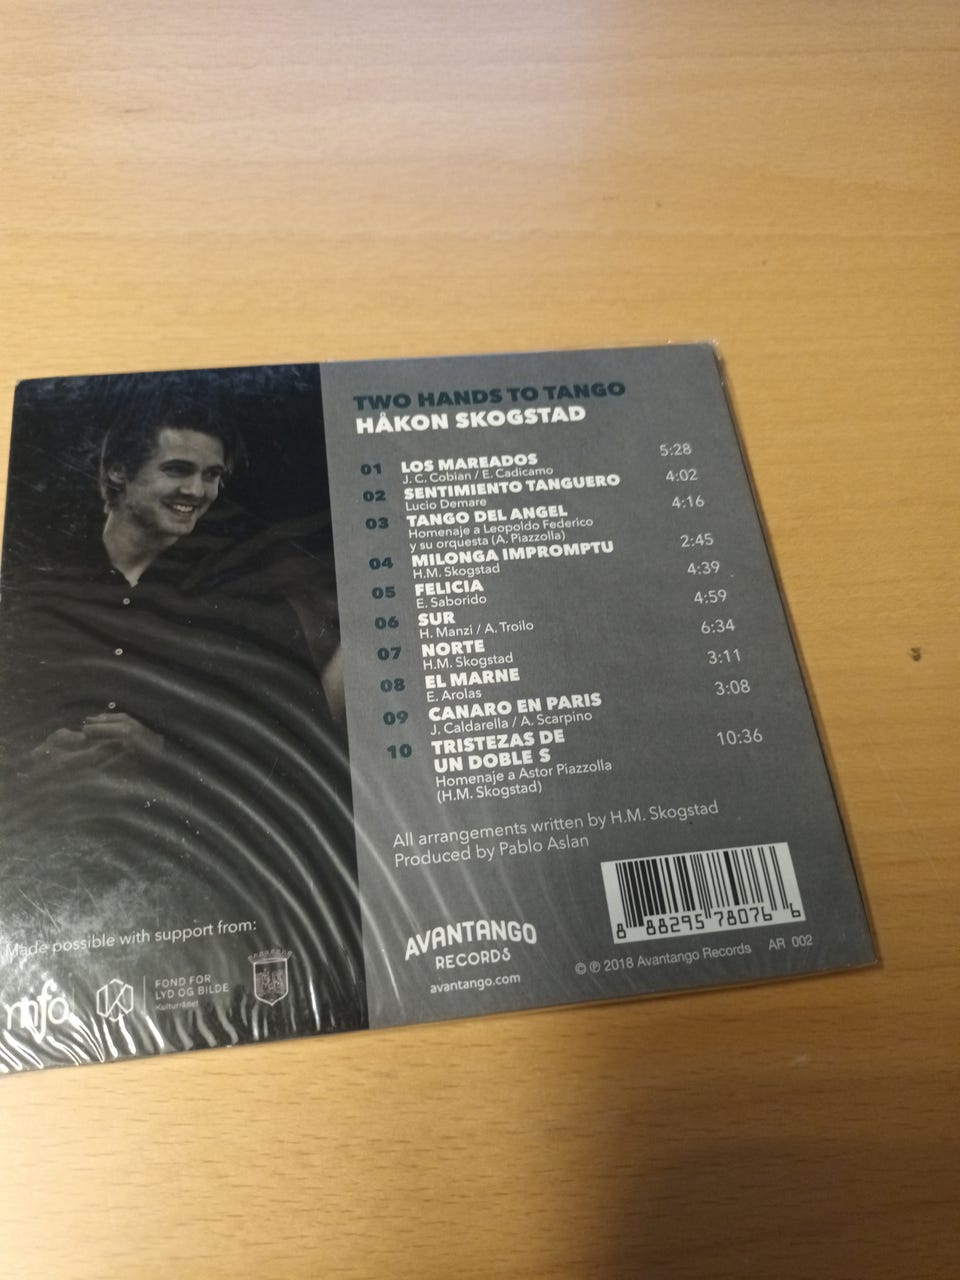 TWO HANDS TO TANGO
HÅKON SKOGSTAD
01 LOS MAREADOS 5:28
J. C. Cobian / E. Cadicamo
02 SENTIMIENTO TANGUERO 4:02
Lucio Demare
03 TANGO DEL ANGEL 4:16
Homenaje a Leopoldo Federico
y su orquesta (A. Piazzolla)
04 MILONGA IMPROMPTU 2:45
H.M. Skogstad
05 FELICIA 4:39
E. Saborido
06 SUR 4:59
H. Manzi / A. Troilo
07 NORTE 6:34
H.M. Skogstad
08 EL MARNE 3:11
E. Arolas
09 CANARO EN PARIS 3:08
J. Caldarella / A. Scarpino
10 TRISTEZAS DE
UN DOBLE S 10:36
Homenaje a Astor Piazzolla
(H.M. Skogstad)
All arrangements written by H.M. Skogstad
Produced by Pablo Aslan
8 88295 78076 6
AVANTANGO
RECORDS
avantango.com
© ℗ 2018 Avantango Records AR 002
Made possible with support from:
mfo
FOND FOR
LYD OG BILDE
Kulturrådet